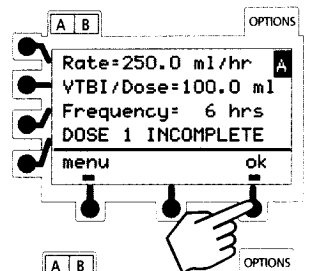 A B OPTIONS
Rate=250.0 ml/hr A
VTBI/Dose=100.0 ml
Frequency= 6 hrs
DOSE 1 INCOMPLETE
menu ok
A B OPTIONS